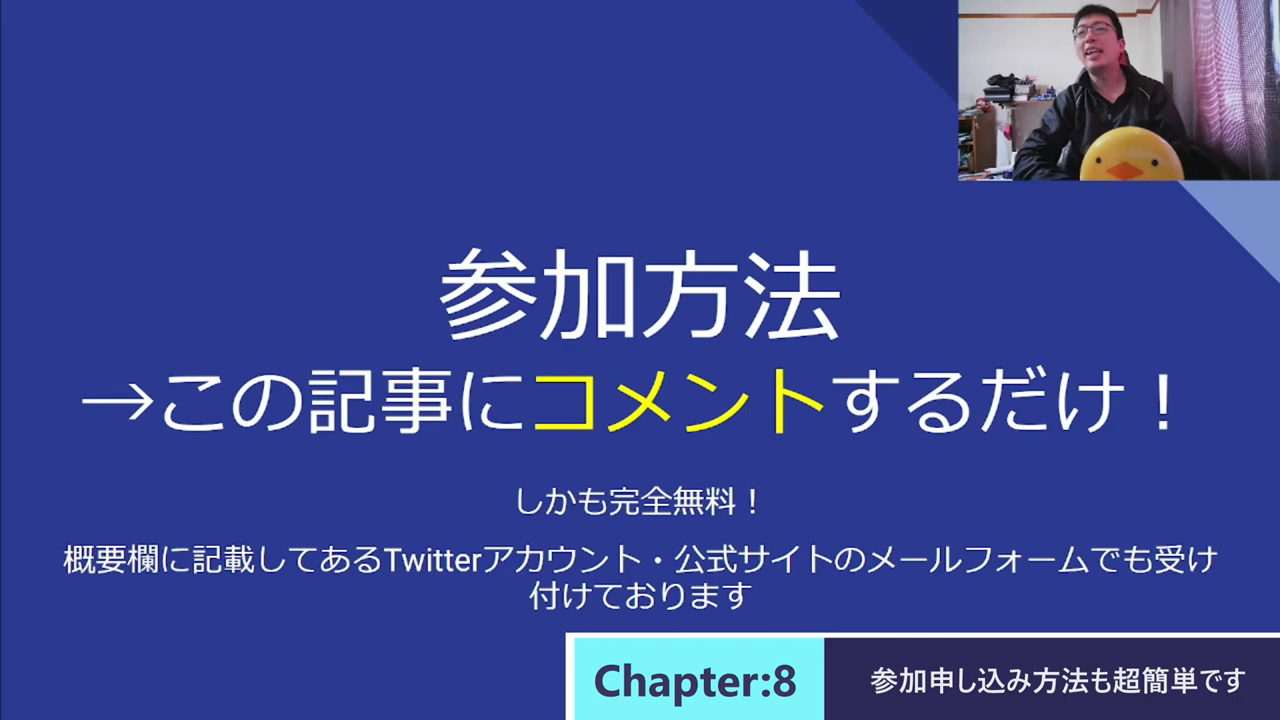 参加方法
→この記事にコメントするだけ！
しかも完全無料！
概要欄に記載してあるTwitterアカウント・公式サイトのメールフォームでも受け
付けております
Chapter:8
参加申し込み方法も超簡単です